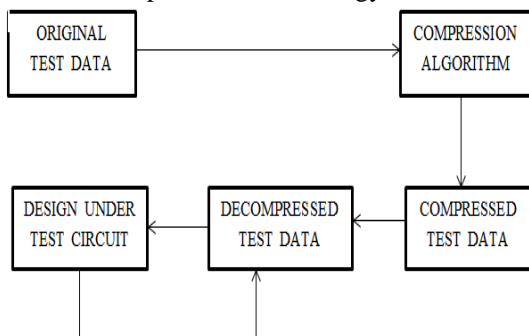 ORIGINAL
TEST DATA
COMPRESSION
ALGORITHM
DESIGN UNDER
TEST CIRCUIT
DECOMPRESSED
TEST DATA
COMPRESSED
TEST DATA